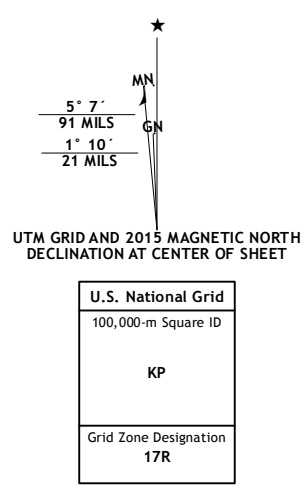 ★
MN
5° 7´
91 MILS
GN
1° 10´
21 MILS
UTM GRID AND 2015 MAGNETIC NORTH
DECLINATION AT CENTER OF SHEET
U.S. National Grid
100,000-m Square ID
KP
Grid Zone Designation
17R